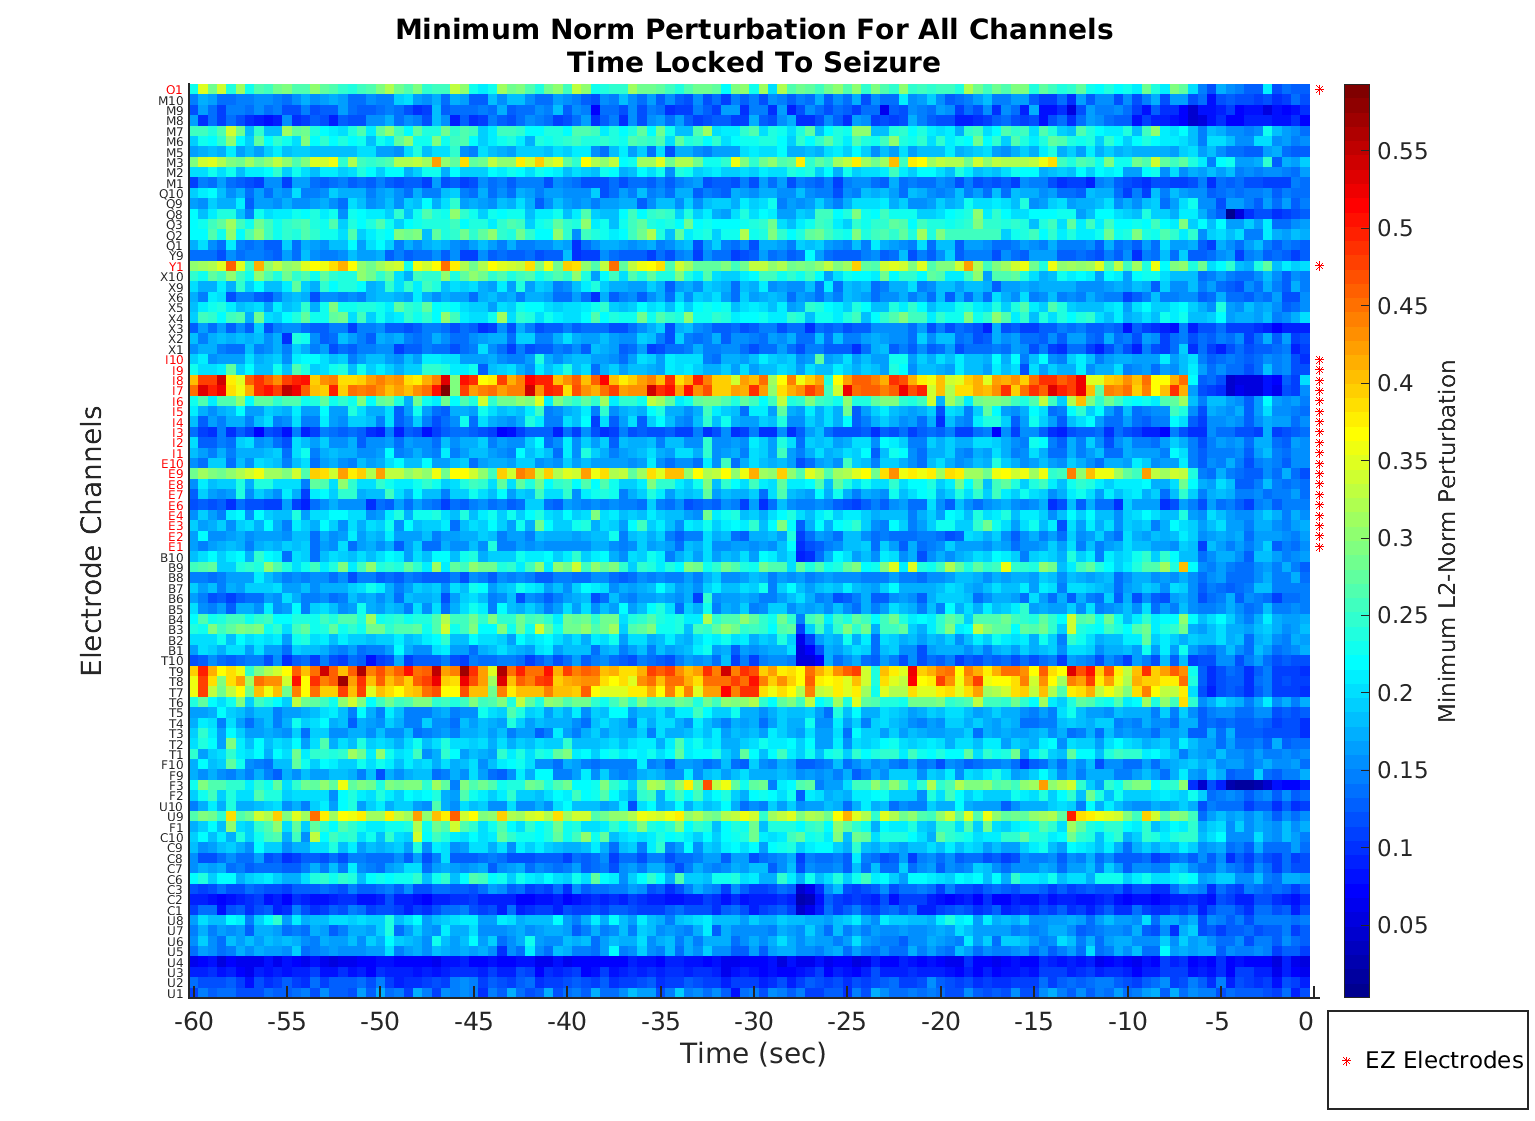 Minimum Norm Perturbation For All Channels
Time Locked To Seizure
Electrode Channels
O1
M10
M9
M8
M7
M6
M5
M3
M2
M1
Q10
Q9
Q8
Q3
Q2
Q1
Y9
Y1
X10
X9
X6
X5
X4
X3
X2
X1
I10
I9
I8
I7
I6
I5
I4
I3
I2
I1
E10
E9
E8
E7
E6
E4
E3
E2
E1
B10
B9
B8
B7
B6
B5
B4
B3
B2
B1
T10
T9
T8
T7
T6
T5
T4
T3
T2
T1
F10
F9
F3
F2
U10
U9
F1
C10
C9
C8
C7
C6
C3
C2
C1
U8
U7
U6
U5
U4
U3
U2
U1
-60 -55 -50 -45 -40 -35 -30 -25 -20 -15 -10 -5 0
Time (sec)
0.55
0.5
0.45
0.4
0.35
0.3
0.25
0.2
0.15
0.1
0.05
Minimum L2-Norm Perturbation
EZ Electrodes